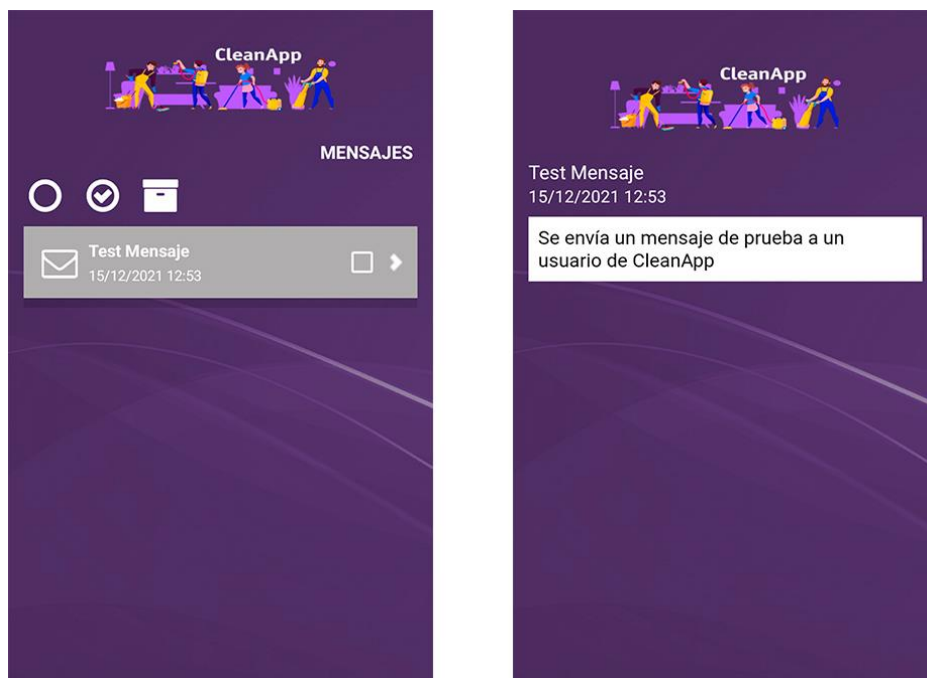 CleanApp
MENSAJES
Test Mensaje
15/12/2021 12:53
CleanApp
Test Mensaje
15/12/2021 12:53
Se envía un mensaje de prueba a un
usuario de CleanApp